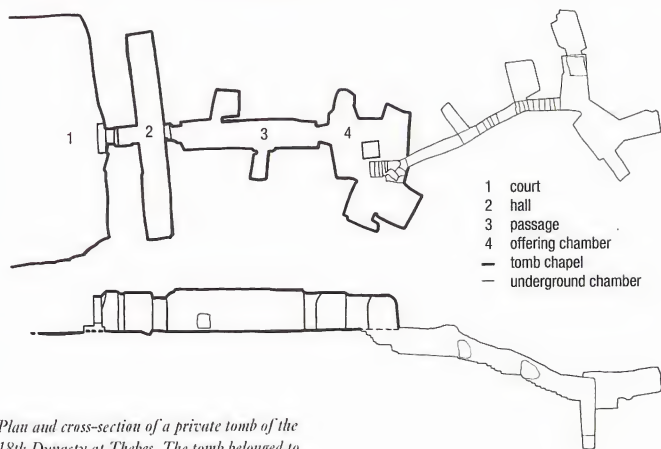 1
2
3
4
1 court
2 hall
3 passage
4 offering chamber
– tomb chapel
– underground chamber
Plan and cross-section of a private tomb of the
18th Dynasty at Thebes. The tomb belonged to